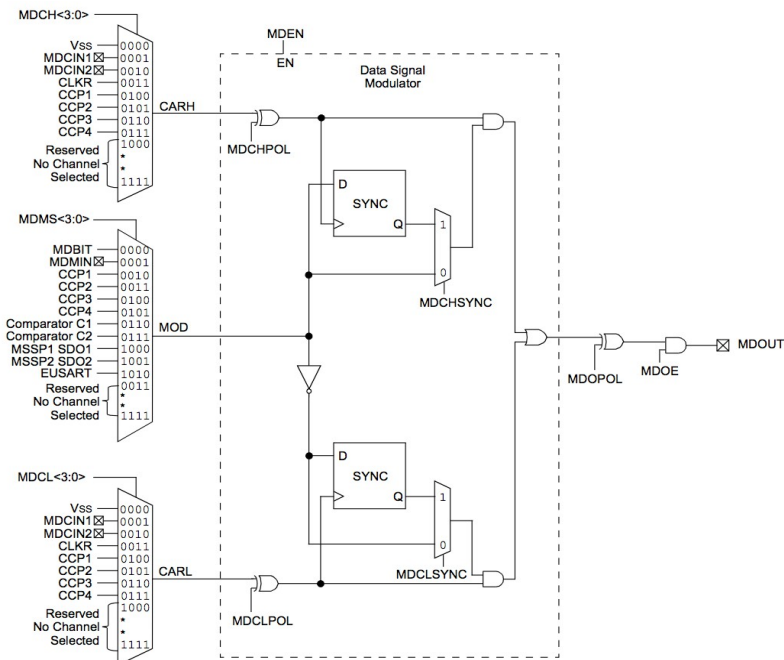 MDCH<3:0>
Vss 0000
MDCIN1 0001
MDCIN2 0010
CLKR 0011
CCP1 0100
CCP2 0101
CCP3 0110
CCP4 0111
Reserved 1000
No Channel *
Selected *
1111
CARH
MDEN
EN
Data Signal
Modulator
MDCHPOL
D
SYNC
Q
1
0
MDCHSYNC
MDMS<3:0>
MDBIT 0000
MDMIN 0001
CCP1 0010
CCP2 0011
CCP3 0100
CCP4 0101
Comparator C1 0110
Comparator C2 0111
MSSP1 SDO1 1000
MSSP2 SDO2 1001
EUSART 1010
Reserved 0011
No Channel *
Selected *
1111
MOD
MDOPOL
MDOE
MDOUT
D
SYNC
Q
1
0
MDCLSYNC
MDCL<3:0>
Vss 0000
MDCIN1 0001
MDCIN2 0010
CLKR 0011
CCP1 0100
CCP2 0101
CCP3 0110
CCP4 0111
Reserved 1000
No Channel *
Selected *
1111
CARL
MDCLPOL